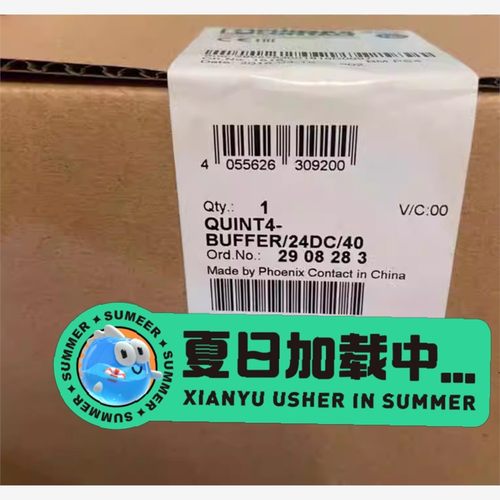 4 055626 309200
Qty.: 1 V/C:00
QUINT4-
BUFFER/24DC/40
Ord.No.: 29 08 28 3
Made by Phoenix Contact in China
SUMMER SUMEER SUMMER
SUMMER
夏日加载中...
XIANYU USHER IN SUMMER